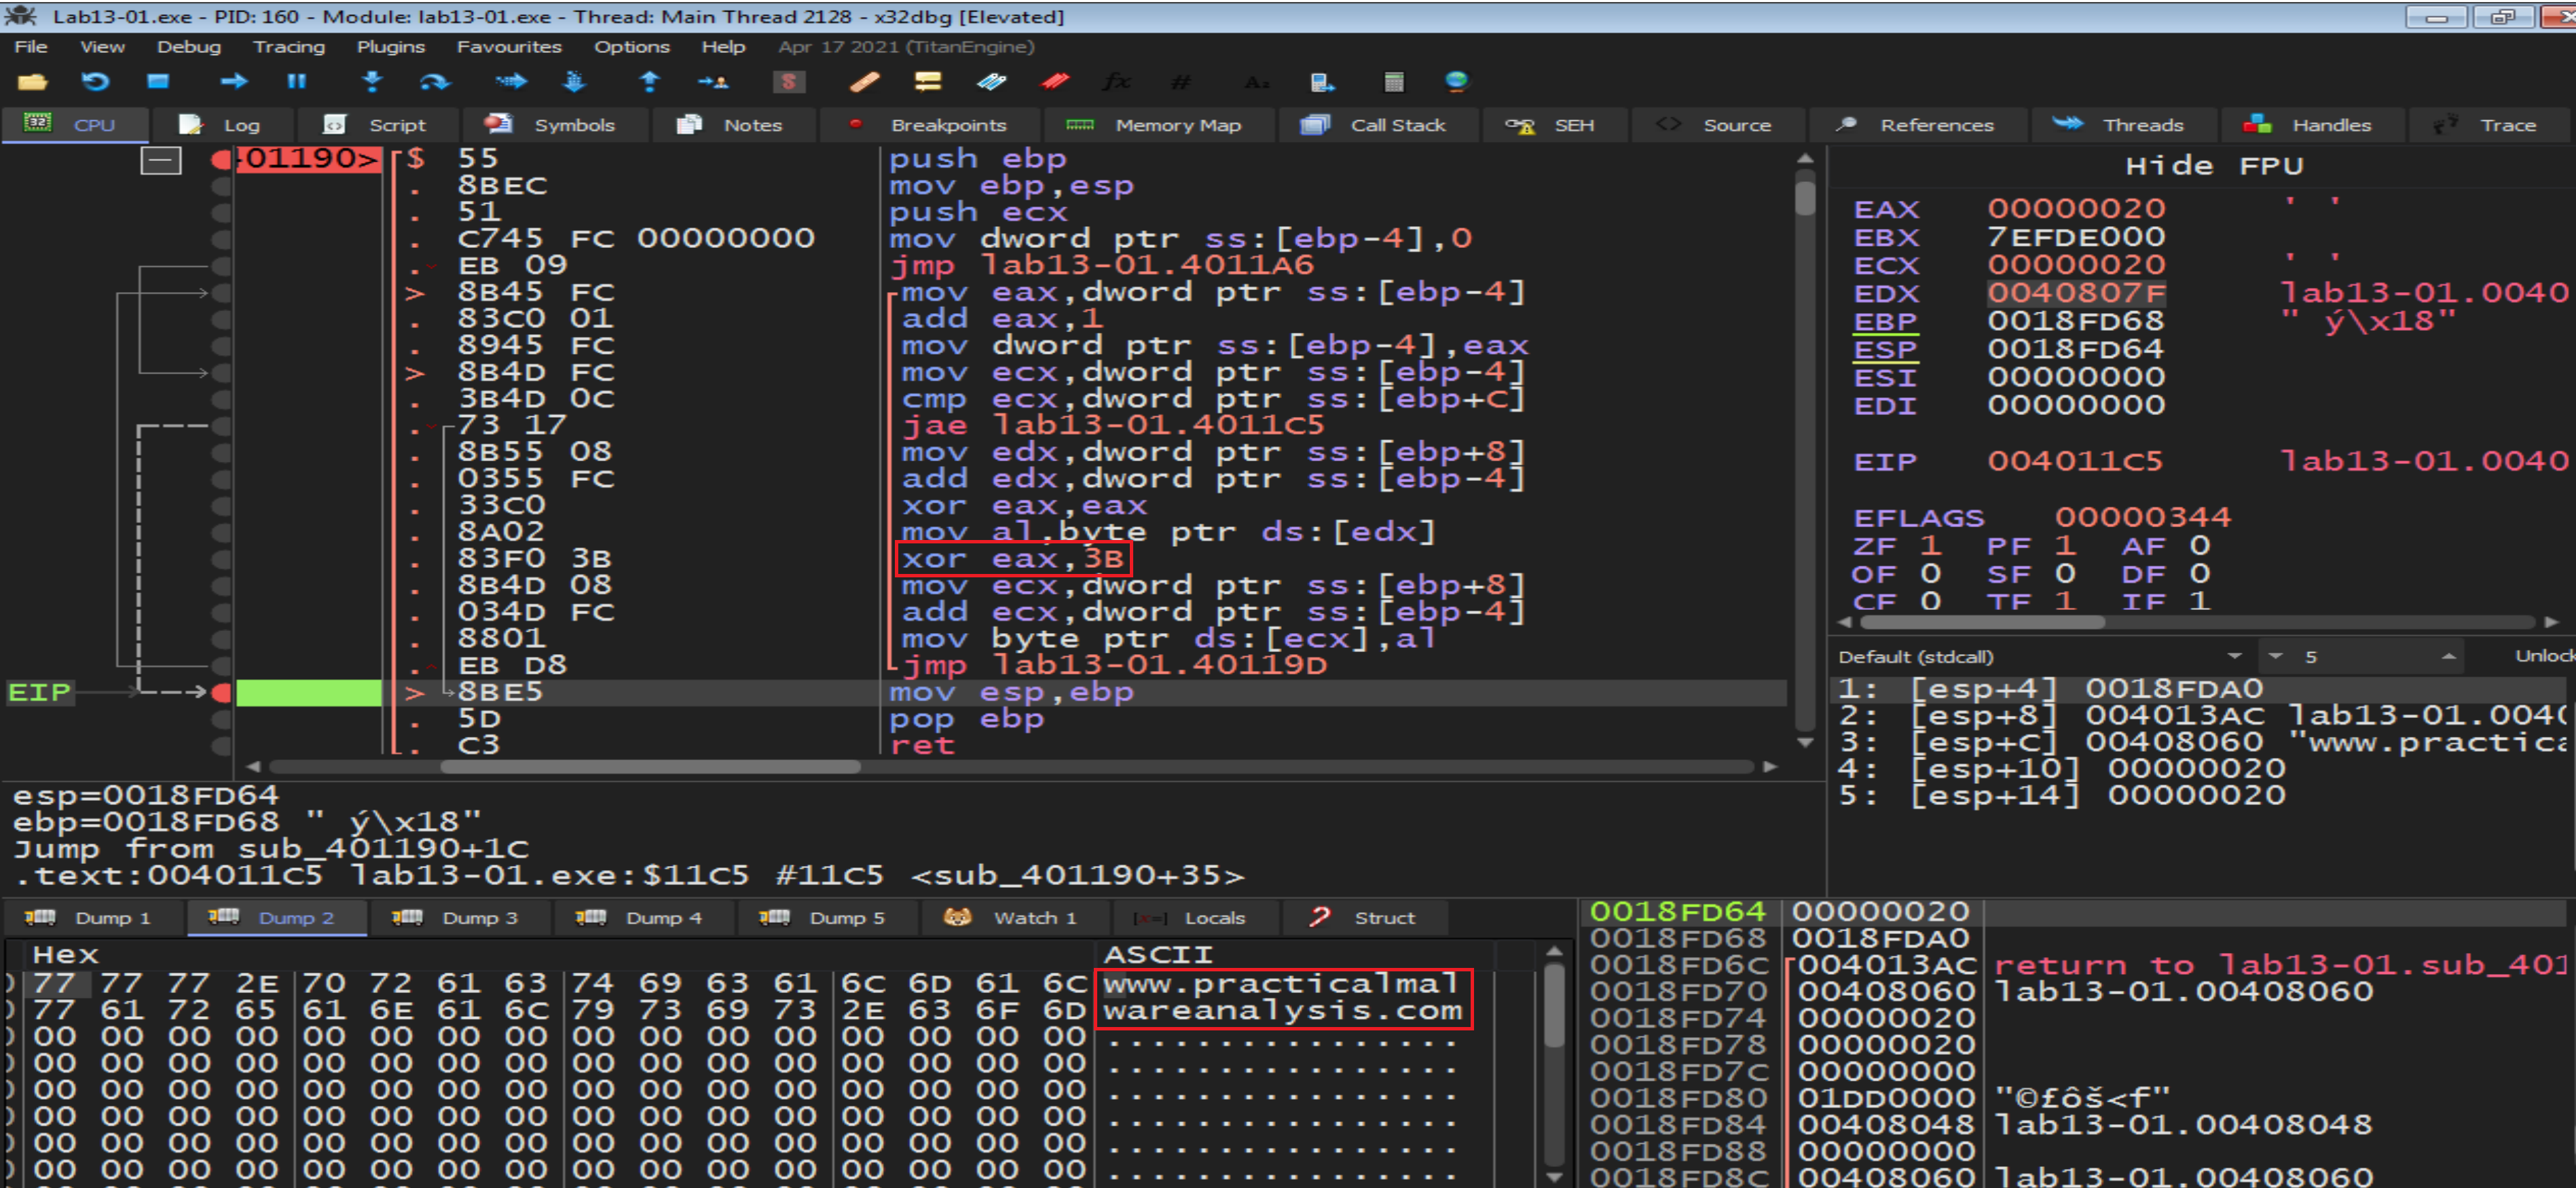 Lab13-01.exe - PID: 160 - Module: lab13-01.exe - Thread: Main Thread 2128 - x32dbg [Elevated]
File View Debug Tracing Plugins Favourites Options Help Apr 17 2021 (TitanEngine)
CPU Log Script Symbols Notes Breakpoints Memory Map Call Stack SEH Source References Threads Handles Trace
01190> $ 55 push ebp
. 8BEC mov ebp,esp
. 51 push ecx
. C745 FC 00000000 mov dword ptr ss:[ebp-4],0
. EB 09 jmp lab13-01.4011A6
> 8B45 FC mov eax,dword ptr ss:[ebp-4]
. 83C0 01 add eax,1
. 8945 FC mov dword ptr ss:[ebp-4],eax
> 8B4D FC mov ecx,dword ptr ss:[ebp-4]
. 3B4D 0C cmp ecx,dword ptr ss:[ebp+C]
. 73 17 jae lab13-01.4011C5
. 8B55 08 mov edx,dword ptr ss:[ebp+8]
. 0355 FC add edx,dword ptr ss:[ebp-4]
. 33C0 xor eax,eax
. 8A02 mov al,byte ptr ds:[edx]
. 83F0 3B xor eax,3B
. 8B4D 08 mov ecx,dword ptr ss:[ebp+8]
. 034D FC add ecx,dword ptr ss:[ebp-4]
. 8801 mov byte ptr ds:[ecx],al
. EB D8 jmp lab13-01.40119D
EIP > 8BE5 mov esp,ebp
. 5D pop ebp
. C3 ret
Hide FPU
EAX 00000020 ' '
EBX 7EFDE000
ECX 00000020 ' '
EDX 0040807F lab13-01.0040
EBP 0018FD68 " ý\x18"
ESP 0018FD64
ESI 00000000
EDI 00000000
EIP 004011C5 lab13-01.0040
EFLAGS 00000344
ZF 1 PF 1 AF 0
OF 0 SF 0 DF 0
CF 0 TF 1 IF 1
Default (stdcall) 5 Unlock
1: [esp+4] 0018FDA0
2: [esp+8] 004013AC lab13-01.004
3: [esp+C] 00408060 "www.practica
4: [esp+10] 00000020
5: [esp+14] 00000020
esp=0018FD64
ebp=0018FD68 " ý\x18"
Jump from sub_401190+1C
.text:004011C5 lab13-01.exe:$11C5 #11C5 <sub_401190+35>
Dump 1 Dump 2 Dump 3 Dump 4 Dump 5 Watch 1 [x=] Locals Struct
Hex ASCII
77 77 77 2E 70 72 61 63 74 69 63 61 6C 6D 61 6C www.practicalmal
77 61 72 65 61 6E 61 6C 79 73 69 73 2E 63 6F 6D wareanalysis.com
00 00 00 00 00 00 00 00 00 00 00 00 00 00 00 00 ................
00 00 00 00 00 00 00 00 00 00 00 00 00 00 00 00 ................
00 00 00 00 00 00 00 00 00 00 00 00 00 00 00 00 ................
00 00 00 00 00 00 00 00 00 00 00 00 00 00 00 00 ................
00 00 00 00 00 00 00 00 00 00 00 00 00 00 00 00 ................
00 00 00 00 00 00 00 00 00 00 00 00 00 00 00 00 ................
0018FD64 00000020
0018FD68 0018FDA0
0018FD6C 004013AC return to lab13-01.sub_401
0018FD70 00408060 lab13-01.00408060
0018FD74 00000020
0018FD78 00000020
0018FD7C 00000000
0018FD80 01DD0000 "©£ôš<f"
0018FD84 00408048 lab13-01.00408048
0018FD88 00000000
0018FD8C 00408060 lab13-01.00408060